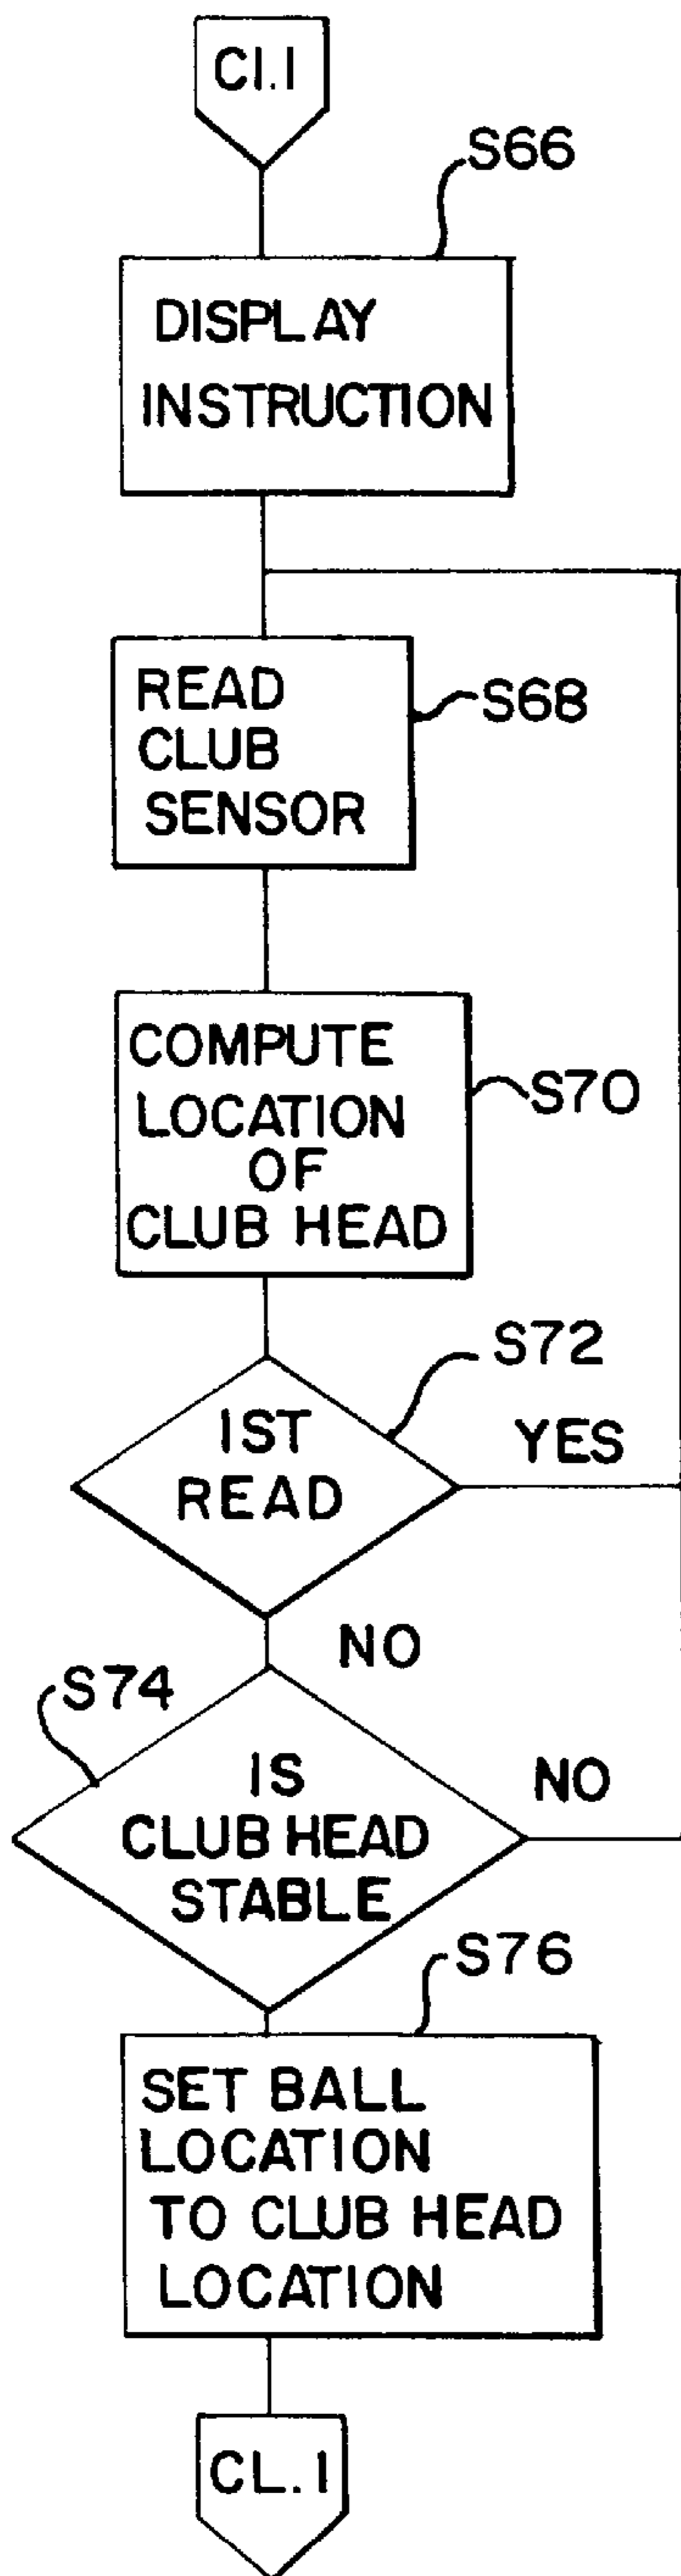 CI.I
S66
DISPLAY
INSTRUCTION
READ
CLUB
SENSOR
S68
COMPUTE
LOCATION
OF
CLUB HEAD
S70
S72
IST
READ
YES
NO
S74
IS
CLUB HEAD
STABLE
NO
S76
SET BALL
LOCATION
TO CLUB HEAD
LOCATION
CL.I